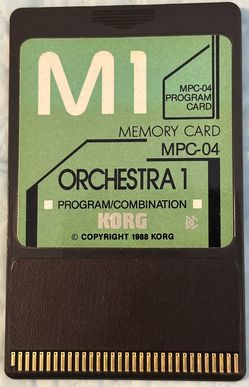 M1
MPC-04
PROGRAM
CARD
MEMORY CARD
MPC-04
ORCHESTRA 1
PROGRAM/COMBINATION
KORG
© COPYRIGHT 1988 KORG